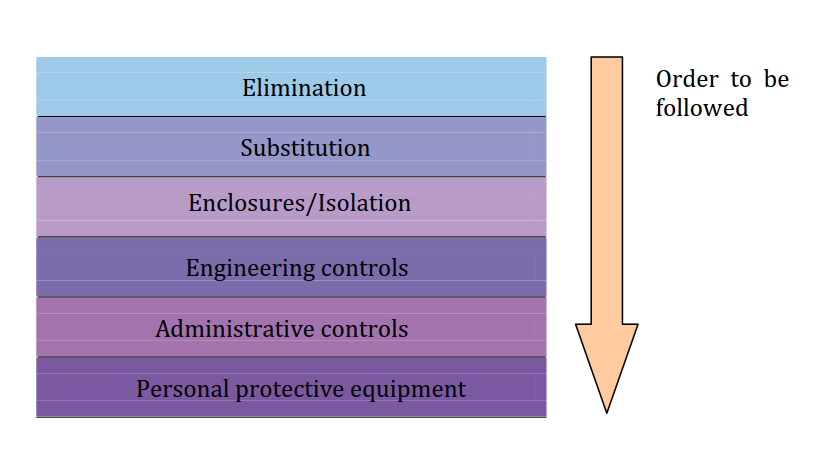 Elimination
Substitution
Enclosures/Isolation
Engineering controls
Administrative controls
Personal protective equipment
Order to be
followed